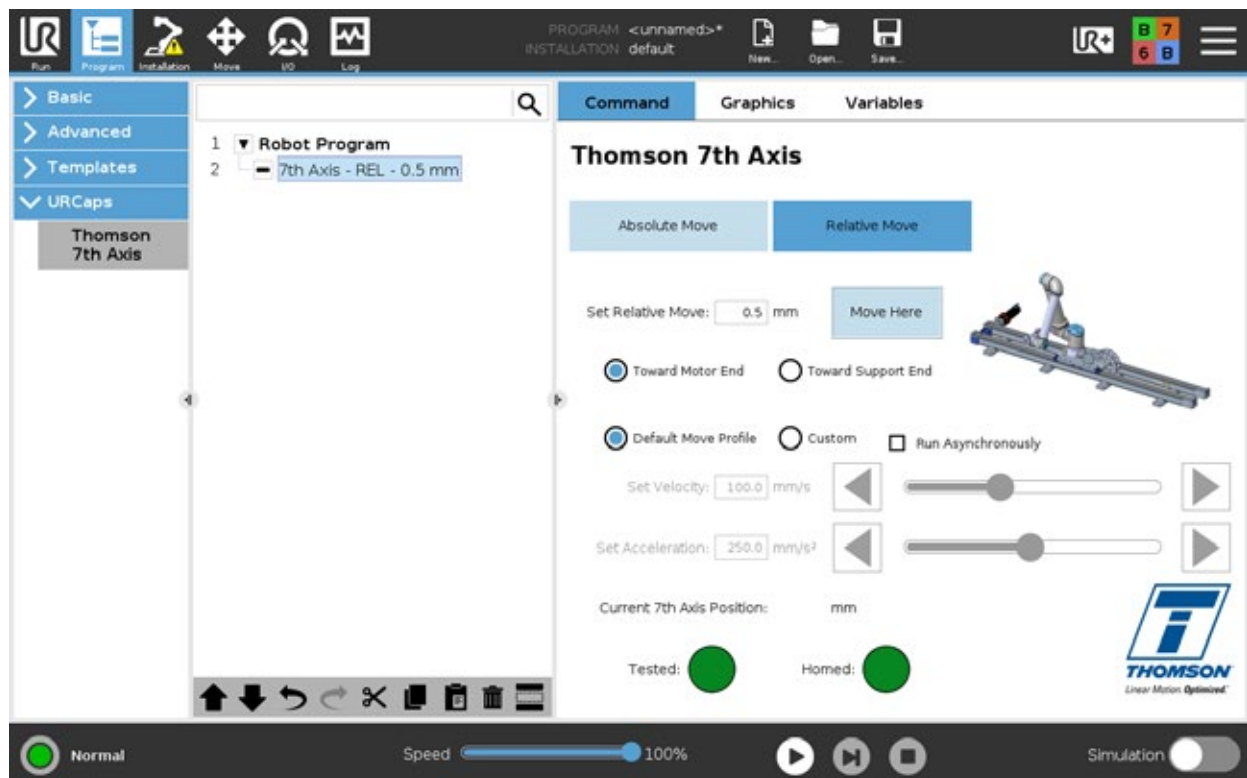 PROGRAM <unnamed>*
INSTALLATION default
UR
Run
Program
Installation
Move
I/O
Log
New...
Open...
Save...
UR+
B 7
6 B
Basic
Advanced
Templates
URCaps
Thomson
7th Axis
1 Robot Program
2 7th Axis - REL - 0.5 mm
Command Graphics Variables
Thomson 7th Axis
Absolute Move Relative Move
Set Relative Move: 0.5 mm Move Here
Toward Motor End Toward Support End
Default Move Profile Custom Run Asynchronously
Set Velocity: 100.0 mm/s
Set Acceleration: 250.0 mm/s²
Current 7th Axis Position: mm
Tested: Homed:
THOMSON
Linear Motion. Optimized.
Normal Speed 100% Simulation